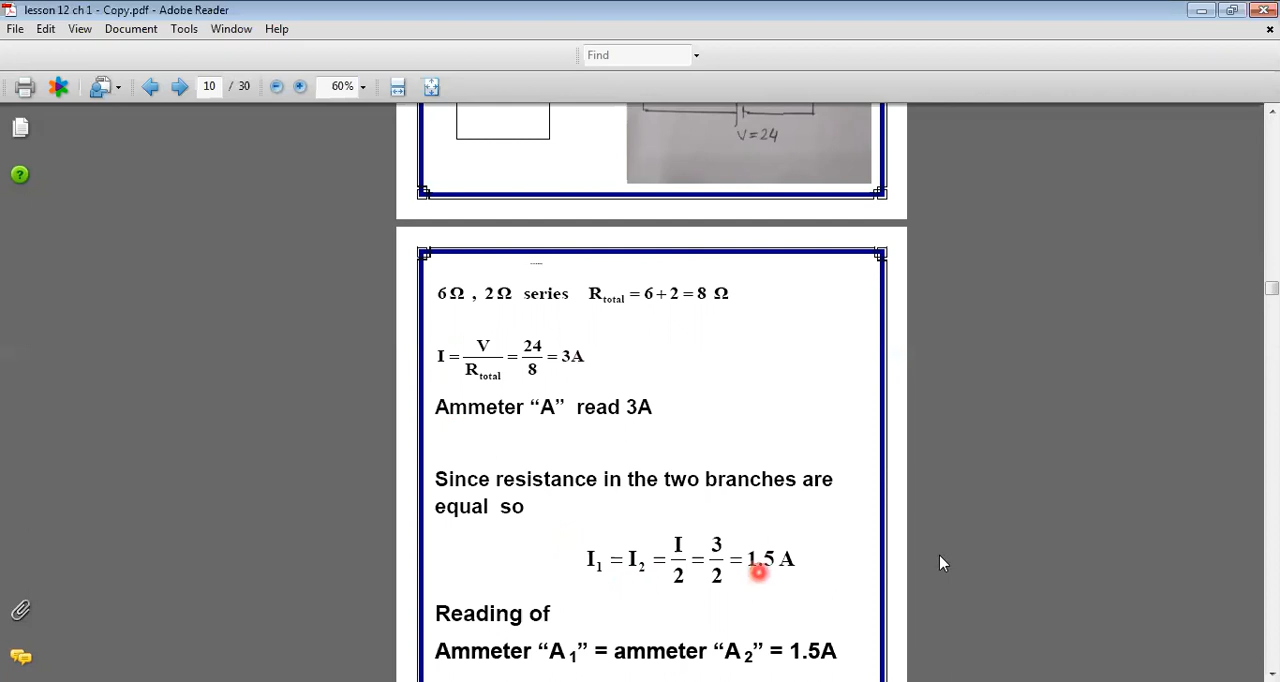 lesson 12 ch 1 - Copy.pdf - Adobe Reader
File Edit View Document Tools Window Help
Find
10 / 30 60%
V=24
6 Ω , 2 Ω series R_total = 6 + 2 = 8 Ω
I = V/R_total = 24/8 = 3A
Ammeter “A” read 3A
Since resistance in the two branches are
equal so
I₁ = I₂ = I/2 = 3/2 = 1.5 A
Reading of
Ammeter “A₁” = ammeter “A₂” = 1.5A